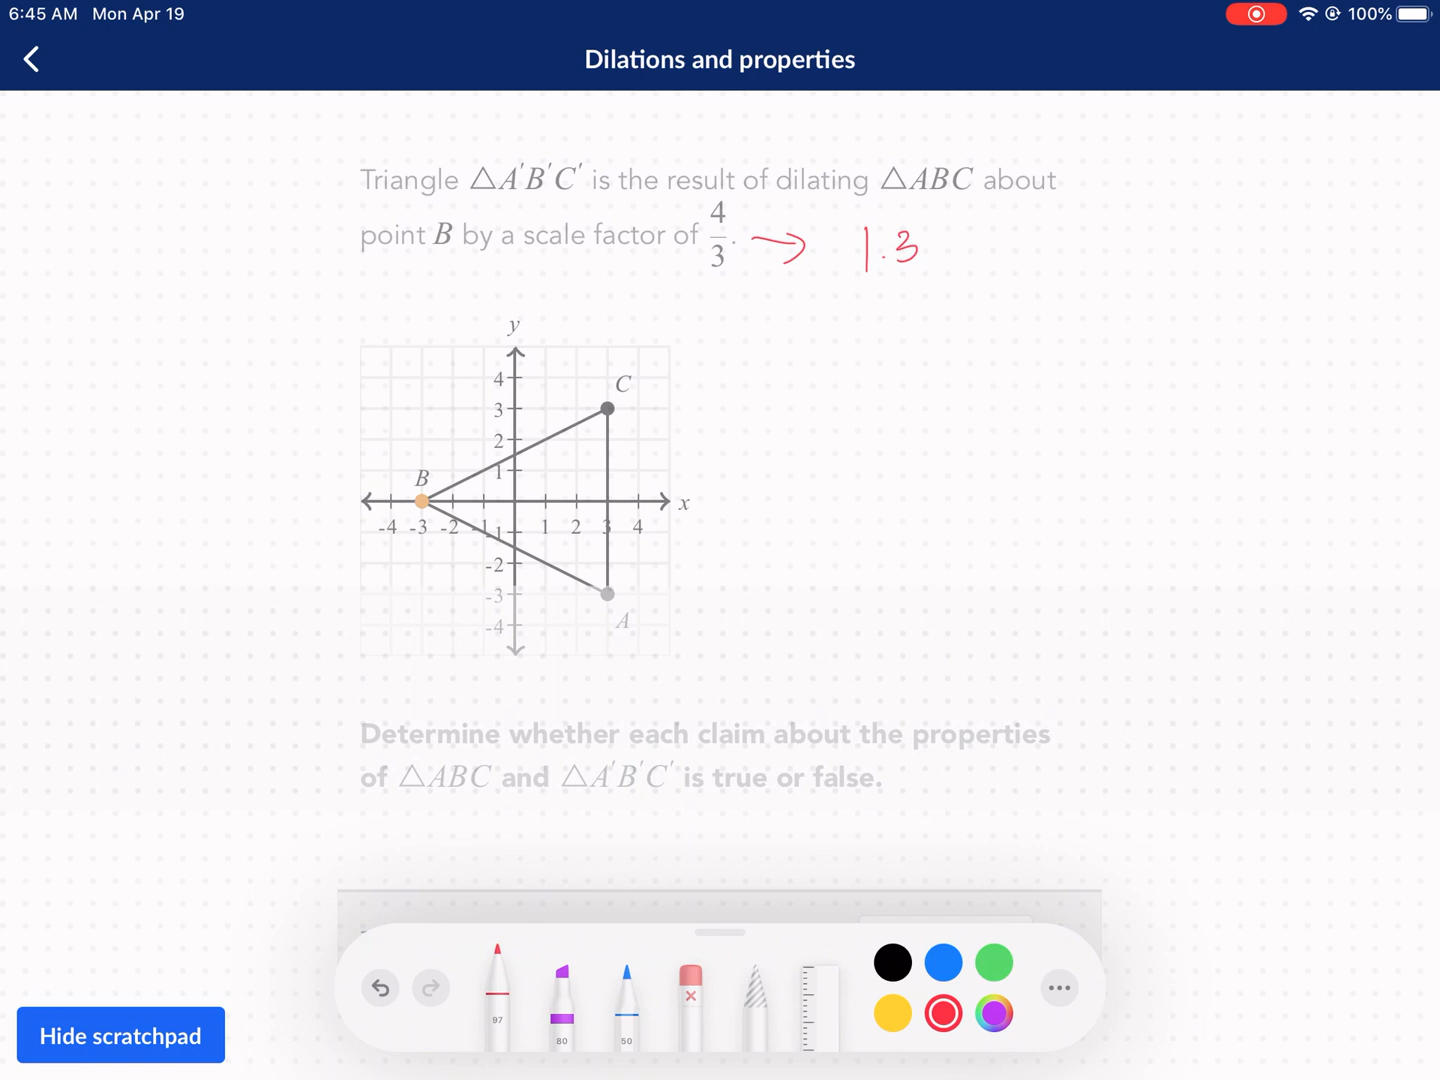 6:45 AM Mon Apr 19 100%
Dilations and properties
Triangle △A′B′C′ is the result of dilating △ABC about
point B by a scale factor of 4/3. → 1.3
y
4
C
3
2
B
1
x
-4 -3 -2 -1 1 2 3 4
-1
-2
-3
A
-4
Determine whether each claim about the properties
of △ABC and △A′B′C′ is true or false.
97
80
50
Hide scratchpad